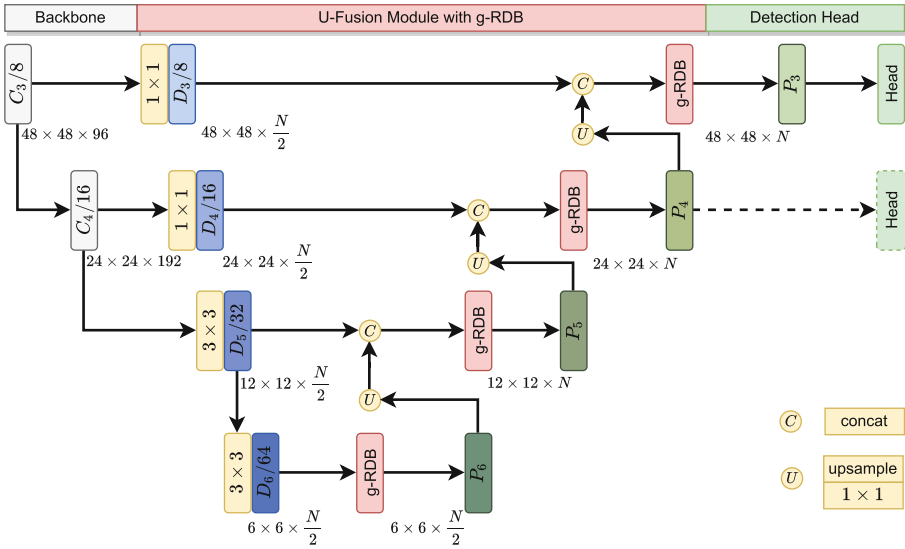 Backbone
U-Fusion Module with g-RDB
Detection Head
C₃/8
1 × 1
D₃/8
C
g-RDB
P₃
Head
48 × 48 × 96
48 × 48 × N/2
U
48 × 48 × N
C₄/16
1 × 1
D₄/16
C
g-RDB
P₄
Head
24 × 24 × 192
24 × 24 × N/2
U
24 × 24 × N
3 × 3
D₅/32
C
g-RDB
P₅
12 × 12 × N/2
U
12 × 12 × N
3 × 3
D₆/64
g-RDB
P₆
6 × 6 × N/2
6 × 6 × N/2
C
concat
U
upsample
1 × 1